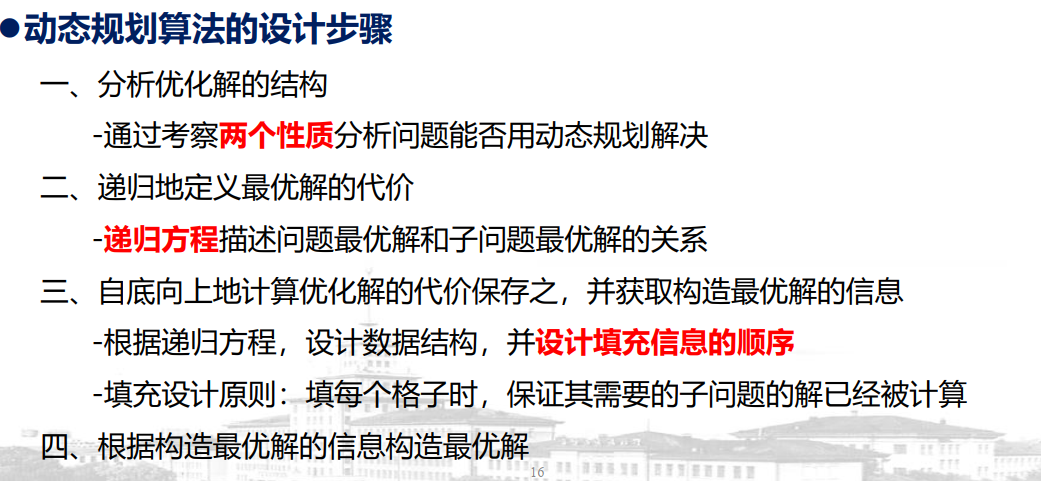 ●动态规划算法的设计步骤
一、分析优化解的结构
-通过考察两个性质分析问题能否用动态规划解决
二、递归地定义最优解的代价
-递归方程描述问题最优解和子问题最优解的关系
三、自底向上地计算优化解的代价保存之，并获取构造最优解的信息
-根据递归方程，设计数据结构，并设计填充信息的顺序
-填充设计原则：填每个格子时，保证其需要的子问题的解已经被计算
四、根据构造最优解的信息构造最优解
16